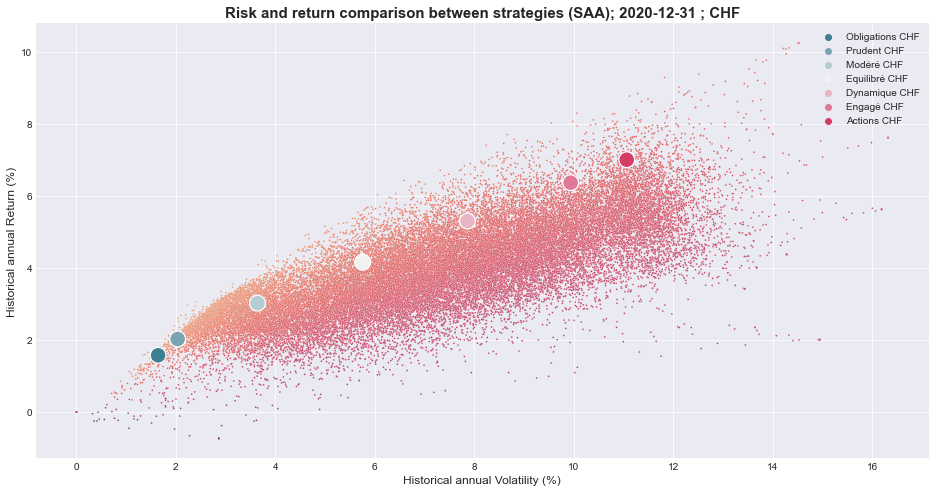 Risk and return comparison between strategies (SAA); 2020-12-31 ; CHF
Historical annual Return (%)
10
8
6
4
2
0
Obligations CHF
Prudent CHF
Modéré CHF
Equilibré CHF
Dynamique CHF
Engagé CHF
Actions CHF
0 2 4 6 8 10 12 14 16
Historical annual Volatility (%)